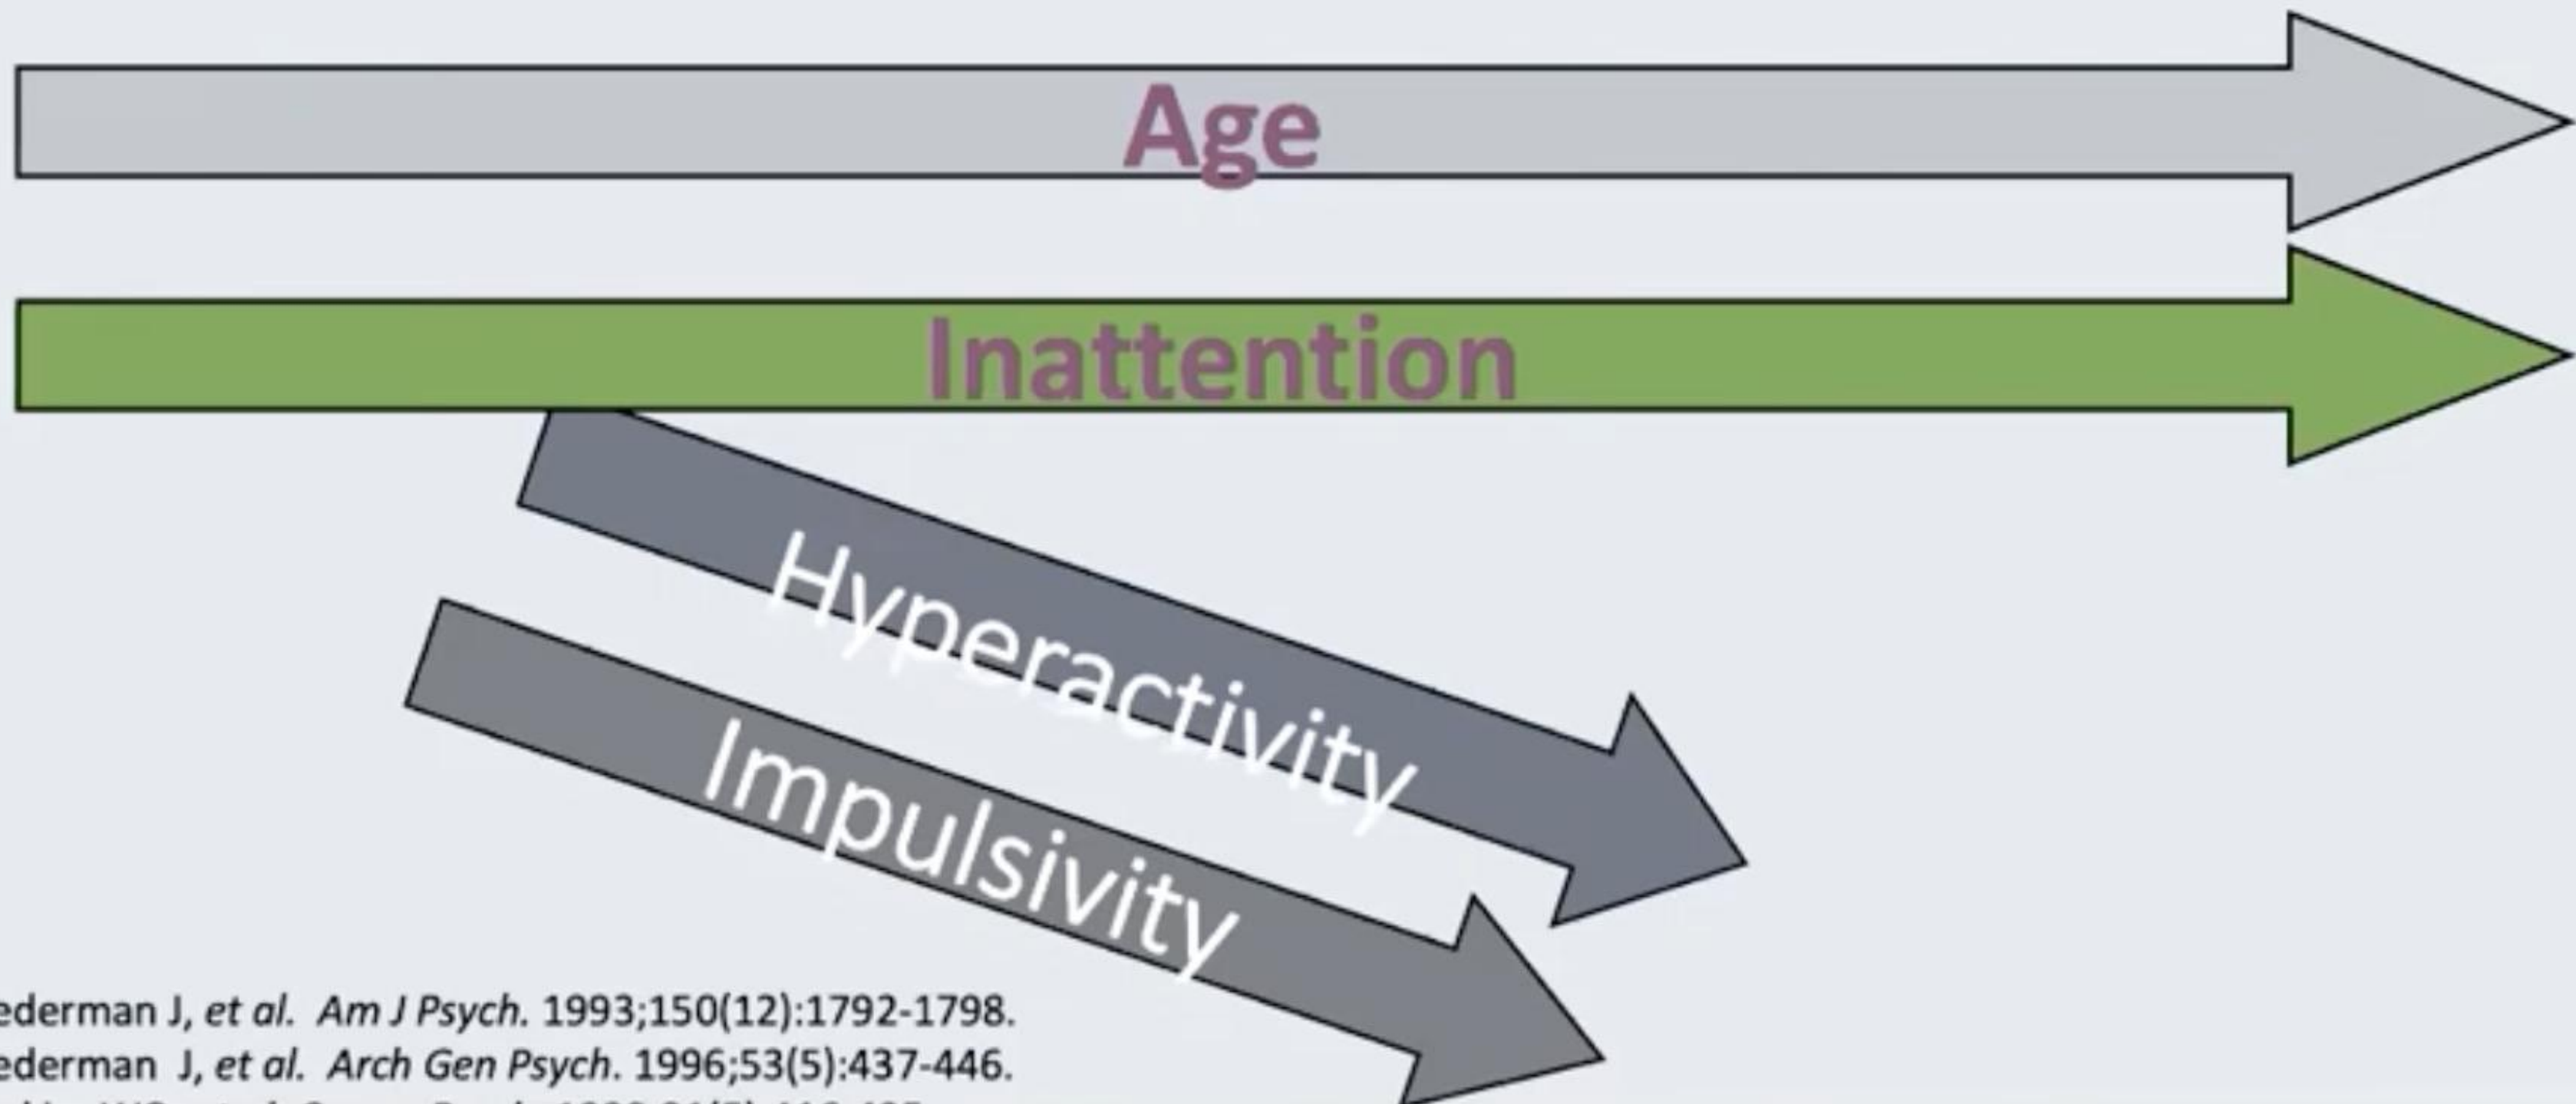 Age
Inattention
Hyperactivity
Impulsivity
ederman J, et al. Am J Psych. 1993;150(12):1792-1798.
ederman J, et al. Arch Gen Psych. 1996;53(5):437-446.